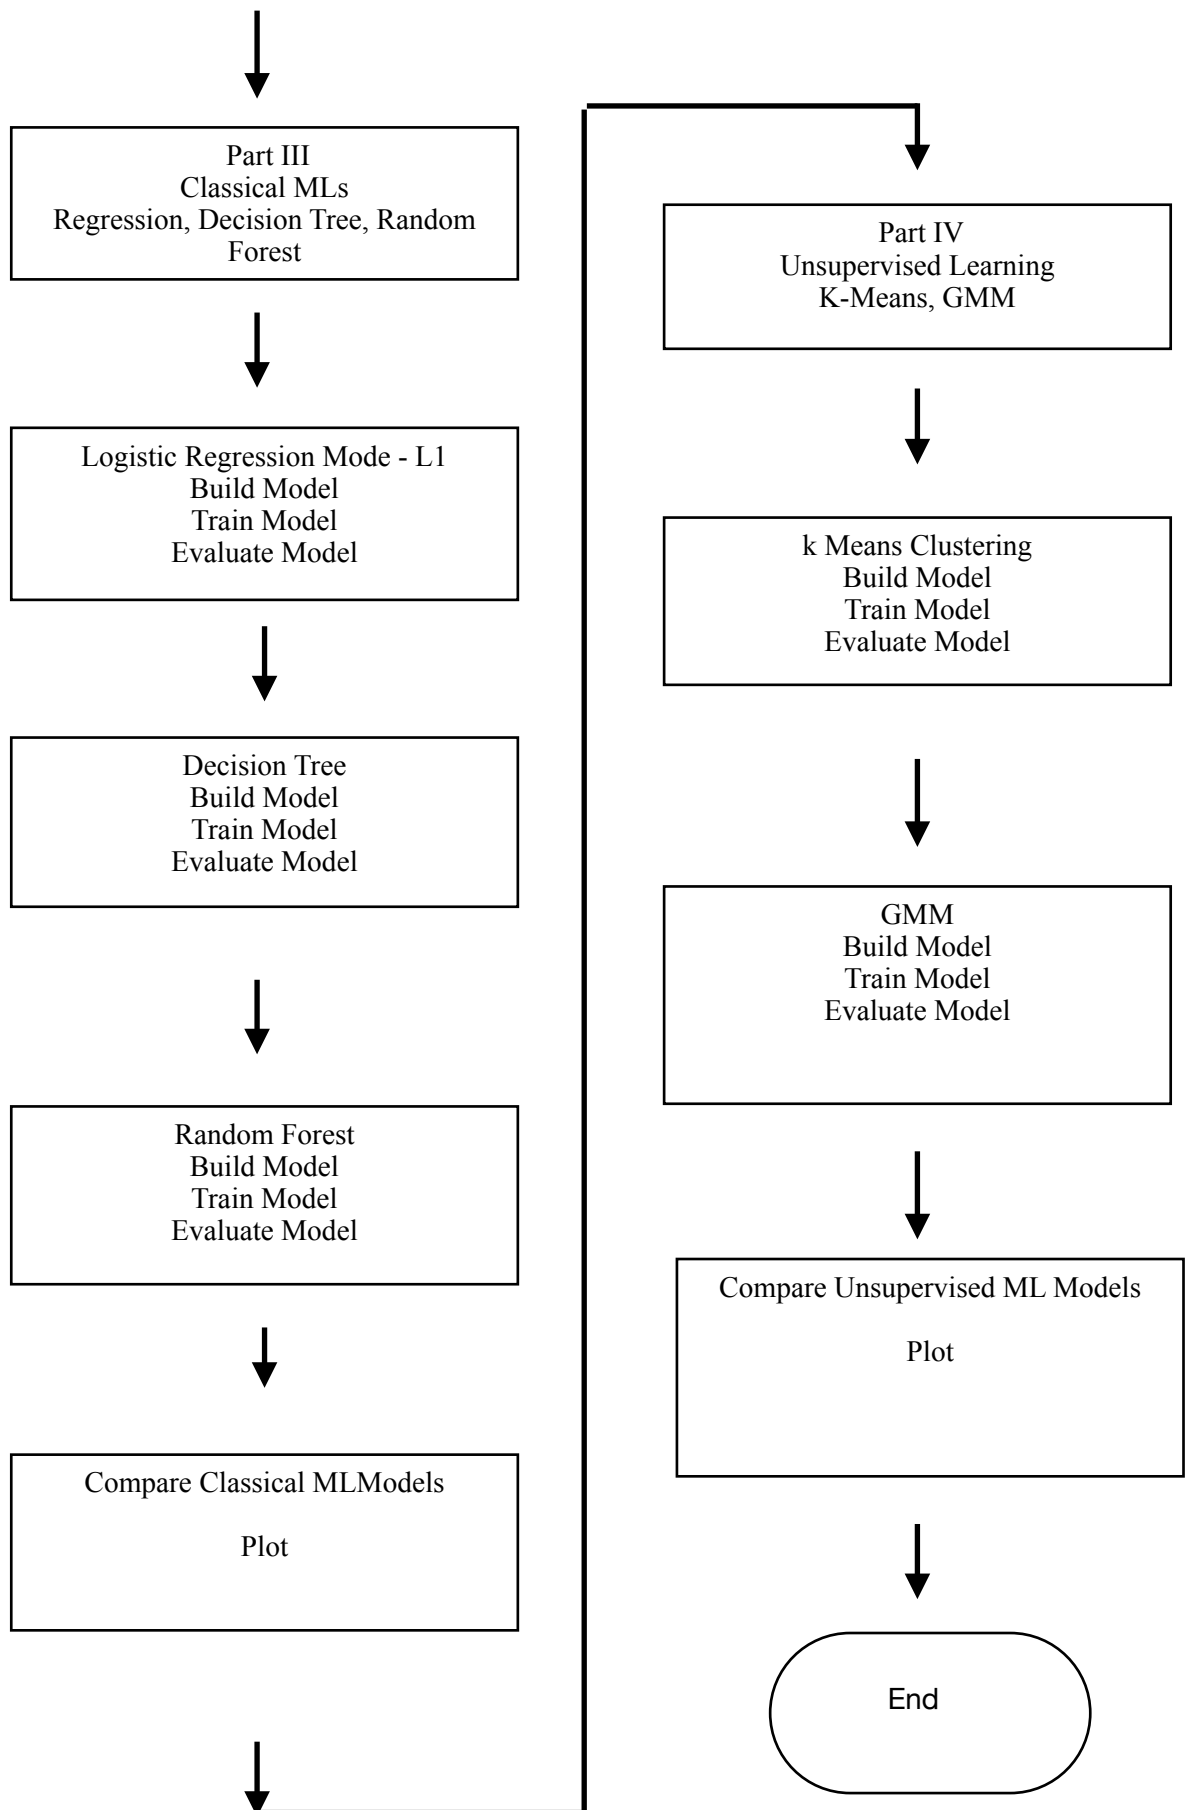 Part III
Classical MLs
Regression, Decision Tree, Random
Forest
Logistic Regression Mode - L1
Build Model
Train Model
Evaluate Model
Decision Tree
Build Model
Train Model
Evaluate Model
Random Forest
Build Model
Train Model
Evaluate Model
Compare Classical MLModels
Plot
Part IV
Unsupervised Learning
K-Means, GMM
k Means Clustering
Build Model
Train Model
Evaluate Model
GMM
Build Model
Train Model
Evaluate Model
Compare Unsupervised ML Models
Plot
End